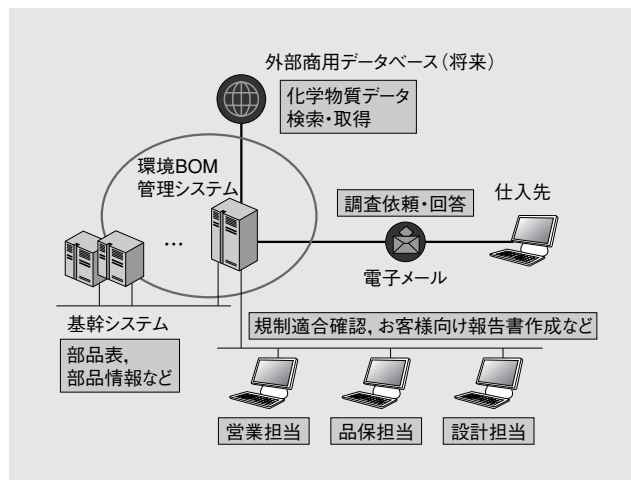 外部商用データベース（将来）
化学物質データ
検索・取得
環境BOM
管理システム
…
調査依頼・回答
仕入先
電子メール
基幹システム
部品表，
部品情報など
規制適合確認，お客様向け報告書作成など
営業担当
品保担当
設計担当